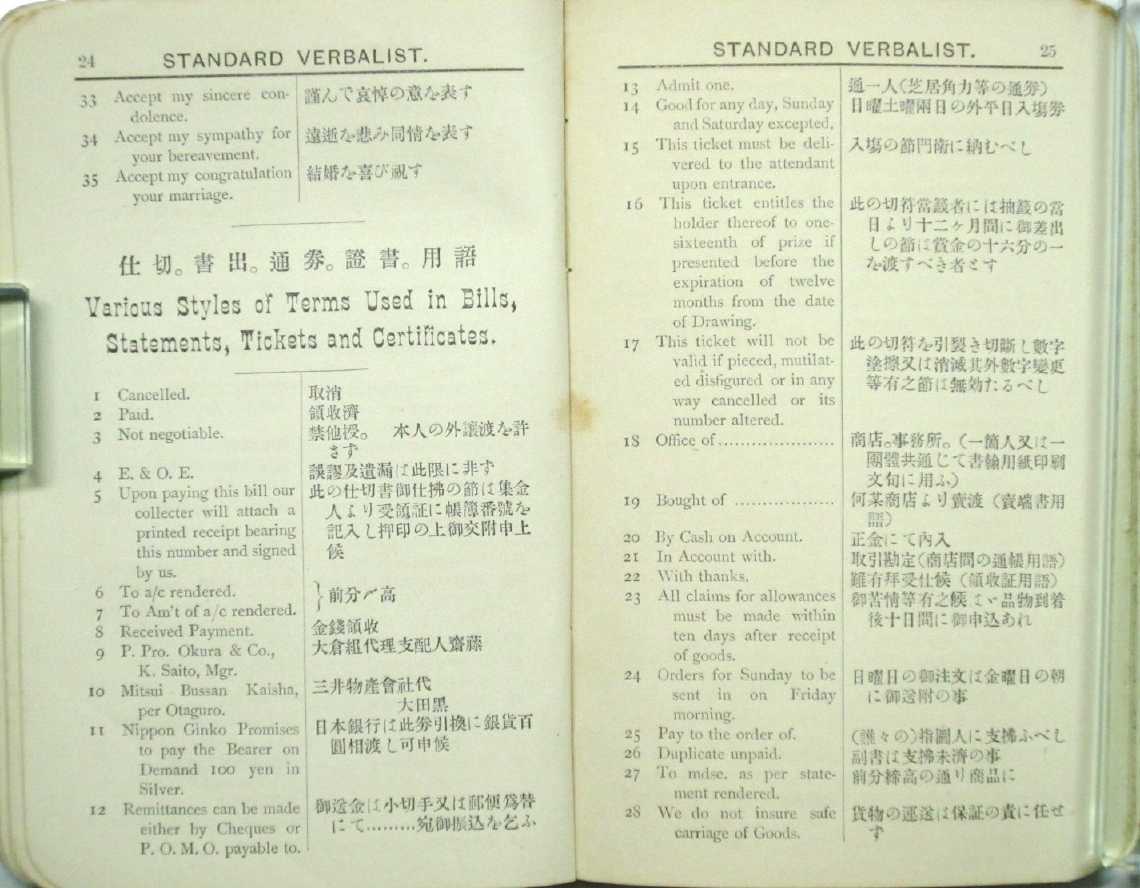 24 STANDARD VERBALIST.
33 Accept my sincere con- 謹んで哀悼の意を表す
dolence.
34 Accept my sympathy for 遠逝を悲み同情を表す
your bereavement.
35 Accept my congratulation 結婚を喜び祝す
your marriage.
仕切。書出。通券。證書。用語
Various Styles of Terms Used in Bills,
Statements, Tickets and Certificates.
1 Cancelled. 取消
2 Paid. 領收濟
3 Not negotiable. 禁他授。 本人の外讓渡を許
さず
4 E. & O. E. 誤謬及遺漏は此限に非ず
5 Upon paying this bill our 此の仕切書御仕拂の節は集金
collecter will attach a 人より受領証に帳簿番號を
printed receipt bearing 記入し押印の上御交附申上
this number and signed 候
by us.
6 To a/c rendered. 前分〆高
7 To Am't of a/c rendered.
8 Received Payment. 金錢領收
9 P. Pro. Okura & Co., 大倉組代理支配人齋藤
K. Saito, Mgr.
10 Mitsui Bussan Kaisha, 三井物産會社代
per Otaguro. 大田黑
11 Nippon Ginko Promises 日本銀行は此券引換に銀貨百
to pay the Bearer on 圓相渡し可申候
Demand 100 yen in
Silver.
12 Remittances can be made 御送金は小切手又は郵便爲替
either by Cheques or にて.........宛御振込を乞ふ
P. O. M. O. payable to.
STANDARD VERBALIST. 25
13 Admit one. 通一人(芝居角力等の通券)
14 Good for any day, Sunday 日曜土曜兩日の外平日入塲券
and Saturday excepted.
15 This ticket must be deli- 入塲の節門衛に納むべし
vered to the attendant
upon entrance.
16 This ticket entitles the 此の切符當籤者には抽籤の當
holder thereof to one- 日より十二ヶ月間に御差出
sixteenth of prize if しの節は賞金の十六分の一
presented before the を渡すべき者とす
expiration of twelve
months from the date
of Drawing.
17 This ticket will not be 此の切符を引裂き切斷し數字
valid if pieced, mutilat- 塗擦又は消滅其外數字變更
ed disfigured or in any 等有之節は無効たるべし
way cancelled or its
number altered.
18 Office of.................... 商店。事務所。(一箇人又は一
團體共通じて書翰用紙印刷
文句に用ふ)
19 Bought of ................. 何某商店より賣渡 (賣端書用
語)
20 By Cash on Account. 正金にて內入
21 In Account with. 取引勘定(商店間の通帳用語)
22 With thanks. 難有拜受仕候 (領收証用語)
23 All claims for allowances 御苦情等有之候はゞ品物到着
must be made within 後十日間に御申込あれ
ten days after receipt
of goods.
24 Orders for Sunday to be 日曜日の御注文は金曜日の朝
sent in on Friday に御送附の事
morning.
25 Pay to the order of. (誰々の)指圖人に支拂ふべし
26 Duplicate unpaid. 副書は支拂未濟の事
27 To mdse. as per state- 前分締高の通り商品に
ment rendered.
28 We do not insure safe 貨物の運送は保証の責に任せ
carriage of Goods. ず